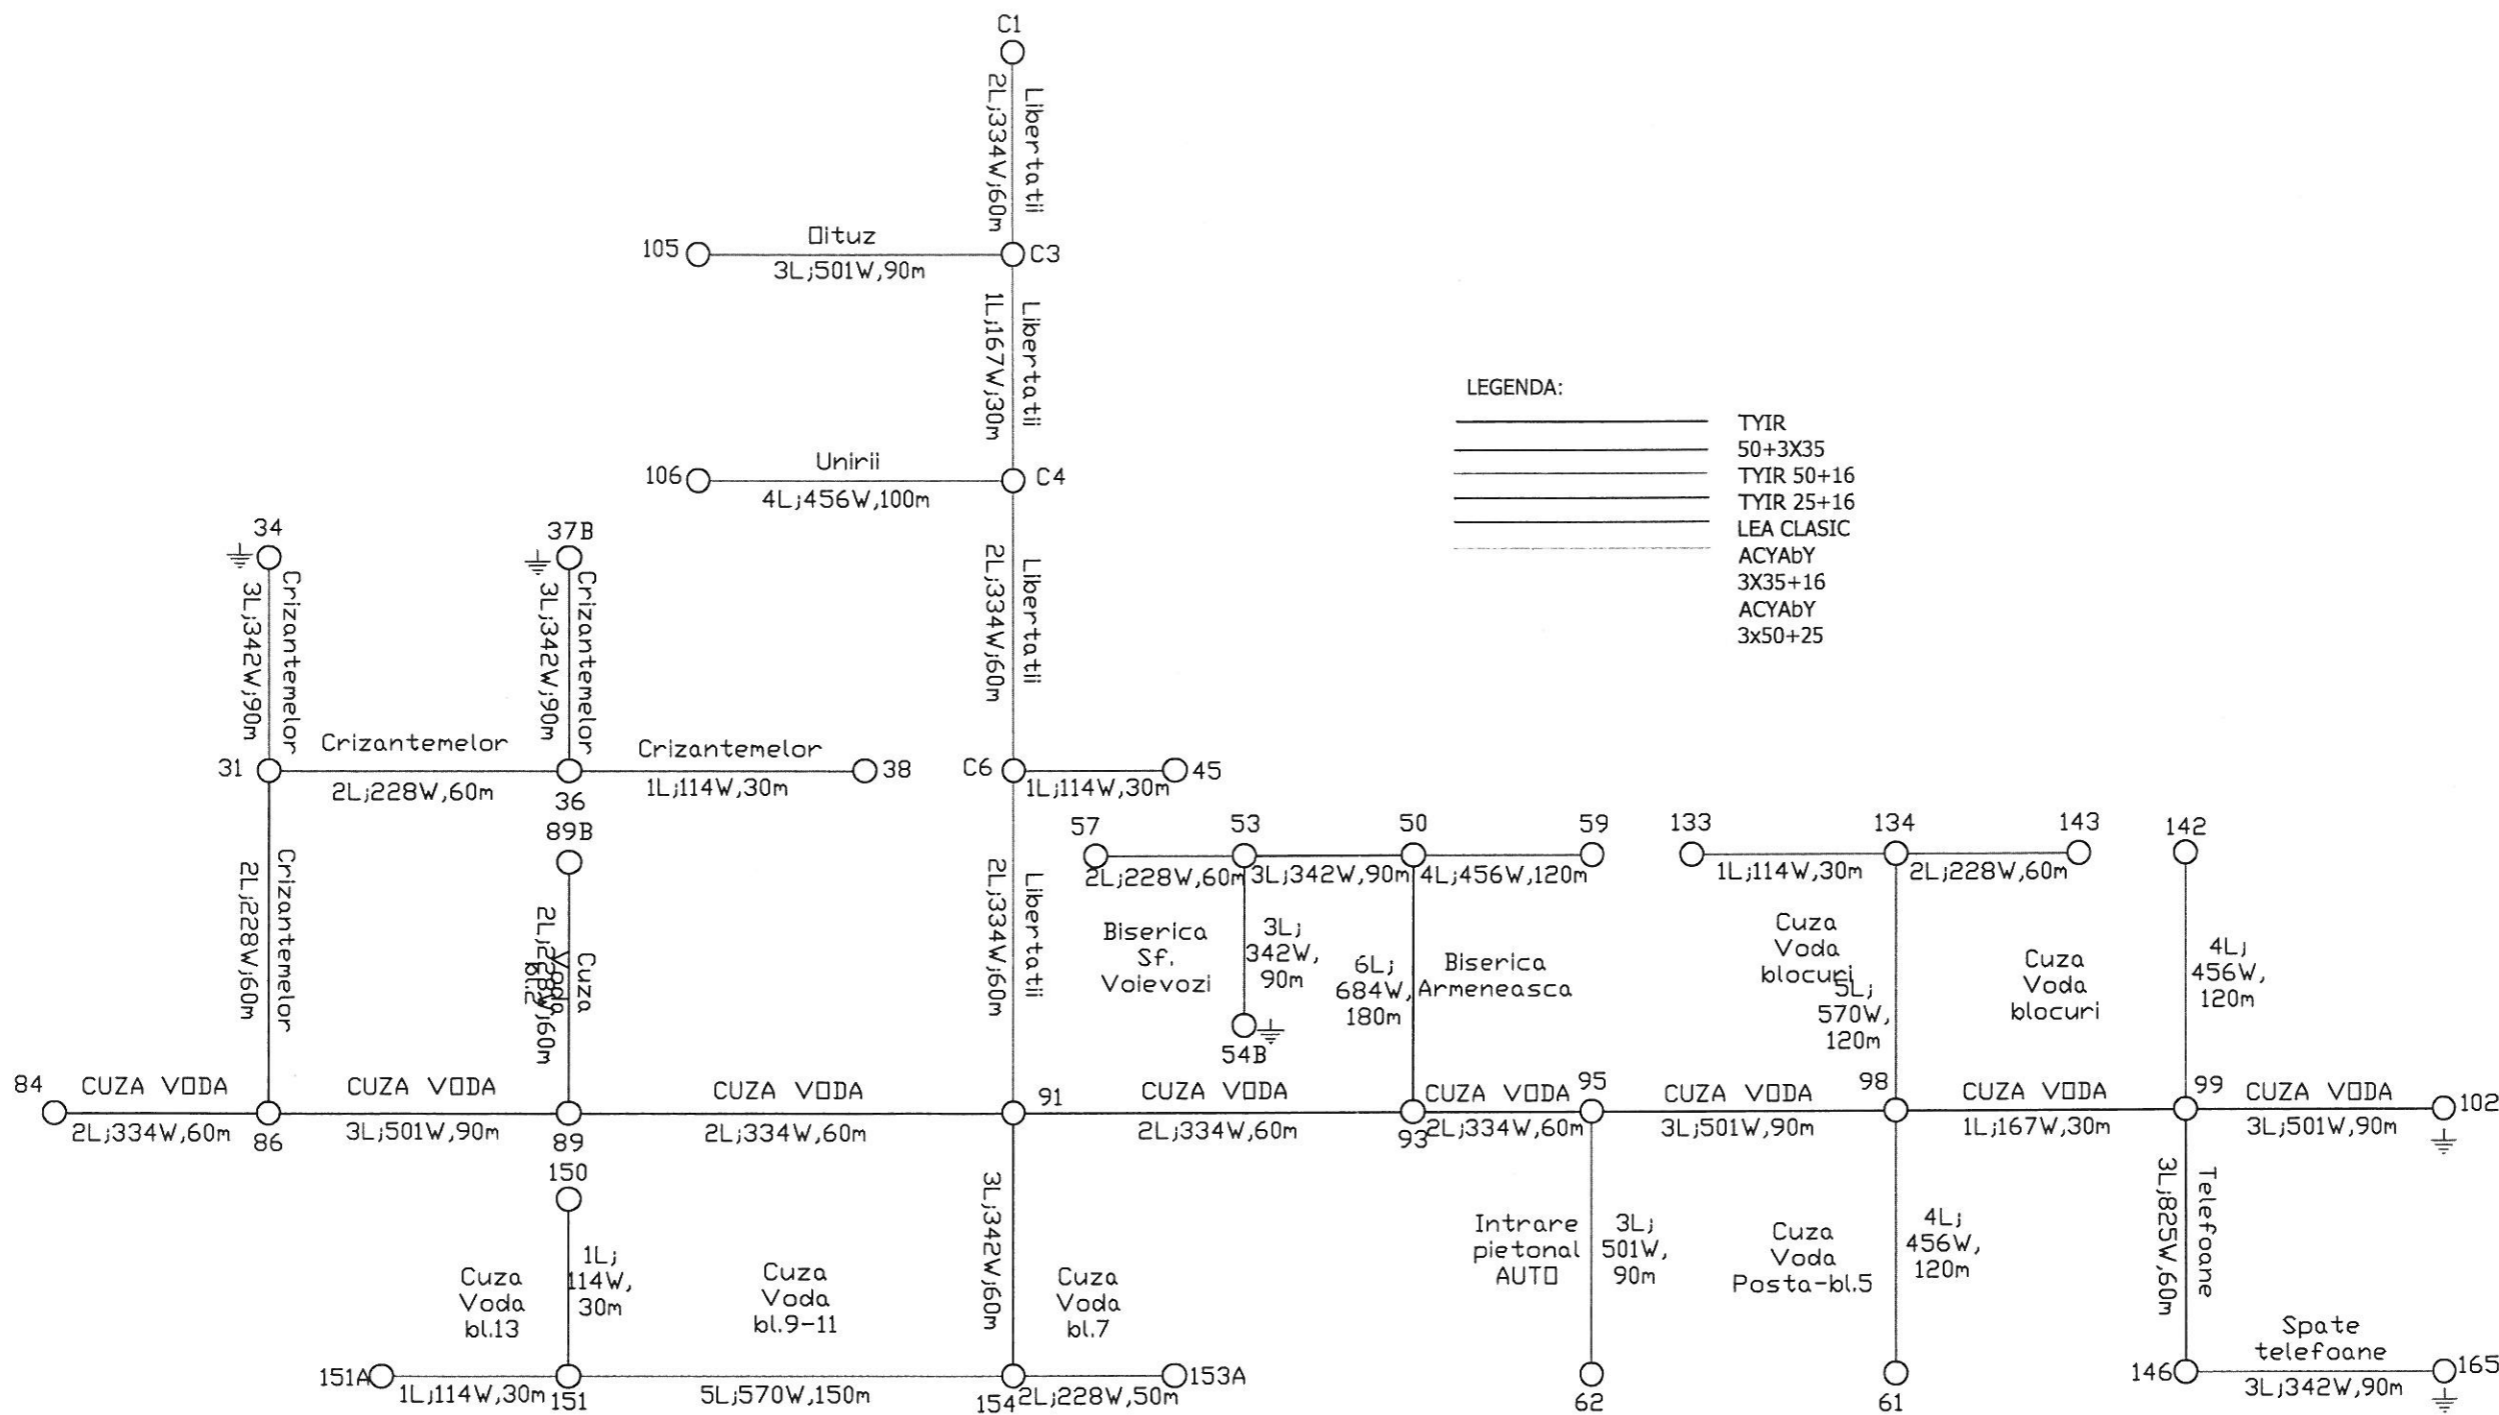 C1
2L;334W;60m
Libertatii
105
Oituz
3L;501W,90m
C3
1L;167W;30m
Libertatii
106
Unirii
4L;456W,100m
C4
LEGENDA:
TYIR
50+3X35
TYIR 50+16
TYIR 25+16
LEA CLASIC
ACYAbY
3X35+16
ACYAbY
3x50+25
34
3L;342W;90m
Crizantemelor
37B
3L;342W;90m
Crizantemelor
2L;334W;60m
Libertatii
31
Crizantemelor
2L;228W,60m
36
Crizantemelor
1L;114W,30m
38
C6
1L;114W,30m
45
2L;228W;60m
Crizantemelor
89B
2L;228W;60m
Cuza
Voda
bl.2
2L;334W;60m
Libertatii
57
2L;228W,60m
53
3L;342W,90m
50
4L;456W,120m
59
Biserica
Sf.
Voievozi
3L;
342W,
90m
54B
6L;
684W,
180m
Biserica
Armeneasca
133
1L;114W,30m
134
2L;228W,60m
143
142
Cuza
Voda
blocuri
5L;
570W,
120m
Cuza
Voda
blocuri
4L;
456W,
120m
84
CUZA VODA
2L;334W,60m
86
CUZA VODA
3L;501W,90m
89
CUZA VODA
2L;334W,60m
91
CUZA VODA
2L;334W,60m
93
CUZA VODA
2L;334W,60m
95
CUZA VODA
3L;501W,90m
98
CUZA VODA
1L;167W,30m
99
CUZA VODA
3L;501W,90m
102
150
1L;
114W,
30m
Cuza
Voda
bl.13
Cuza
Voda
bl.9-11
3L;342W;60m
Cuza
Voda
bl.7
Intrare
pietonal
AUTO
3L;
501W,
90m
Cuza
Voda
Posta-bl.5
4L;
456W,
120m
3L;825W,60m
Telefoane
Spate
telefoane
151A
1L;114W,30m
151
5L;570W,150m
154
2L;228W,50m
153A
62
61
146
3L;342W,90m
165